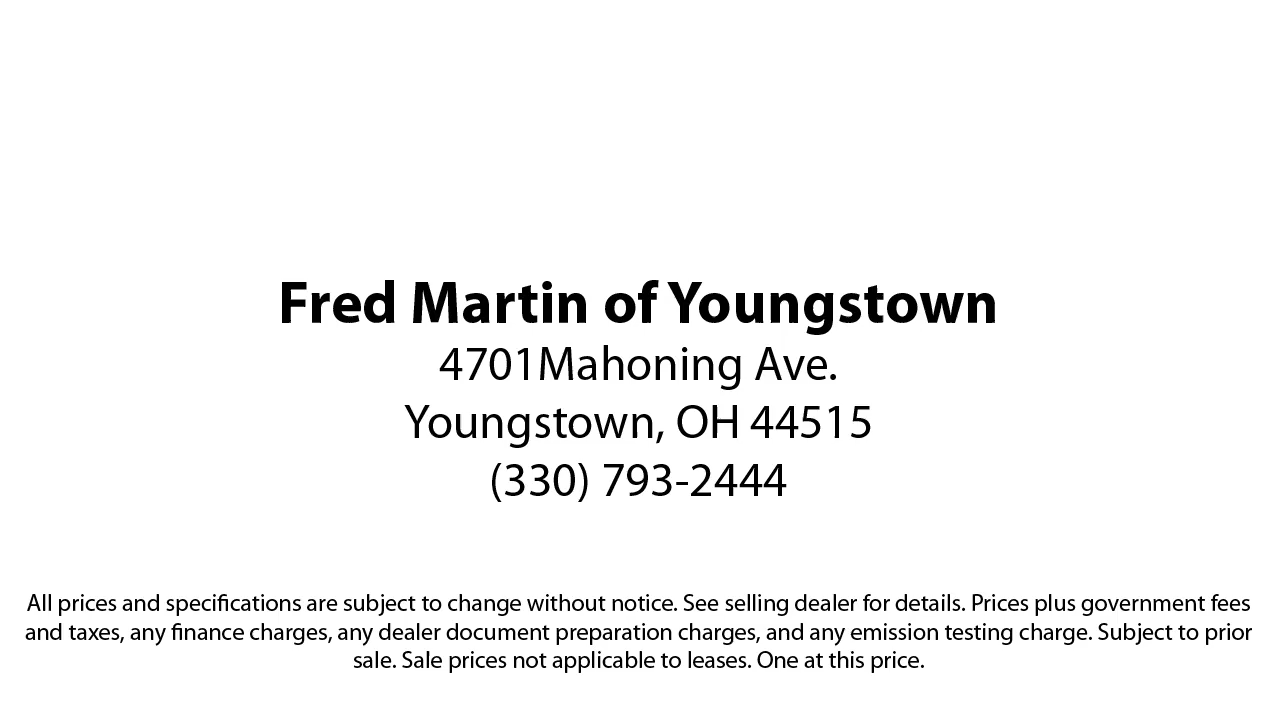 Fred Martin of Youngstown
4701Mahoning Ave.
Youngstown, OH 44515
(330) 793-2444
All prices and specifications are subject to change without notice. See selling dealer for details. Prices plus government fees
and taxes, any finance charges, any dealer document preparation charges, and any emission testing charge. Subject to prior
sale. Sale prices not applicable to leases. One at this price.